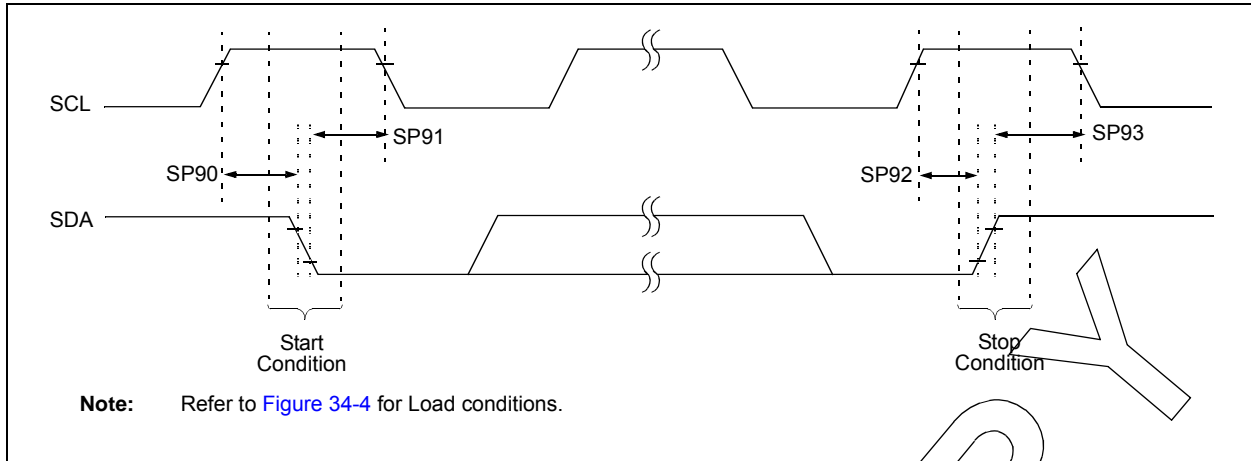 SCL
SP91
SP93
SP90
SP92
SDA
Start
Condition
Stop
Condition
Note: Refer to Figure 34-4 for Load conditions.